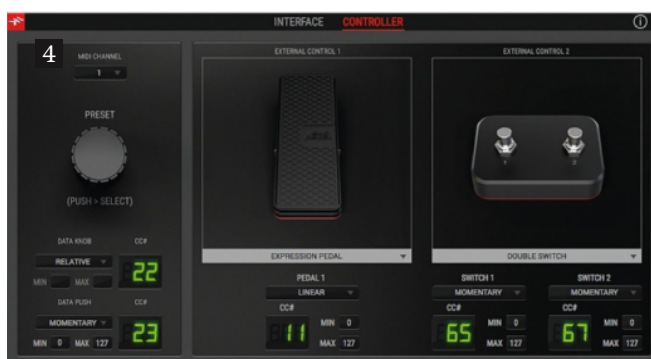 INTERFACE CONTROLLER
4
MIDI CHANNEL
1
PRESET
(PUSH > SELECT)
DATA KNOB CC#
RELATIVE 22
MIN MAX
DATA PUSH CC#
MOMENTARY 23
MIN 0 MAX 127
EXTERNAL CONTROL 1
EXPRESSION PEDAL
PEDAL 1
LINEAR
CC#
11
MIN 0
MAX 127
EXTERNAL CONTROL 2
1 2
DOUBLE SWITCH
SWITCH 1
MOMENTARY
CC#
65
MIN 0
MAX 127
SWITCH 2
MOMENTARY
CC#
67
MIN 0
MAX 127